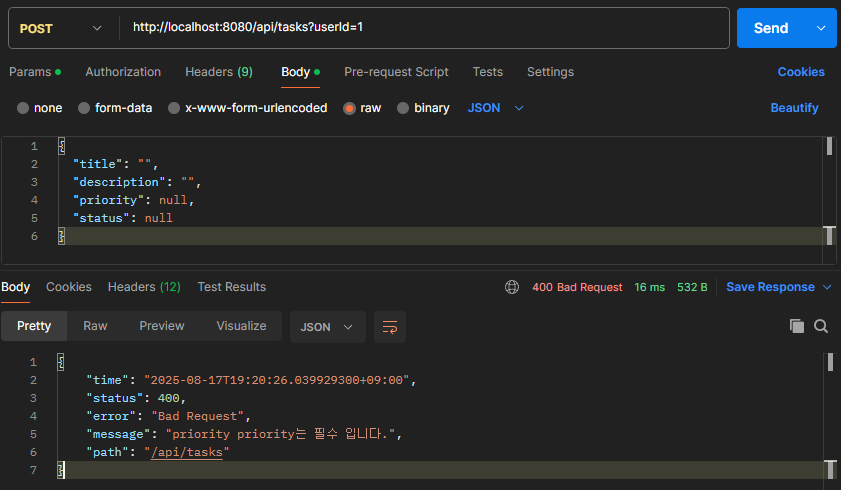 POST http://localhost:8080/api/tasks?userId=1 Send
Params Authorization Headers (9) Body Pre-request Script Tests Settings Cookies
none form-data x-www-form-urlencoded raw binary JSON Beautify
1 {
2 "title": "",
3 "description": "",
4 "priority": null,
5 "status": null
6 }
Body Cookies Headers (12) Test Results 400 Bad Request 16 ms 532 B Save Response
Pretty Raw Preview Visualize JSON
1 {
2 "time": "2025-08-17T19:20:26.039929300+09:00",
3 "status": 400,
4 "error": "Bad Request",
5 "message": "priority priority는 필수 입니다.",
6 "path": "/api/tasks"
7 }